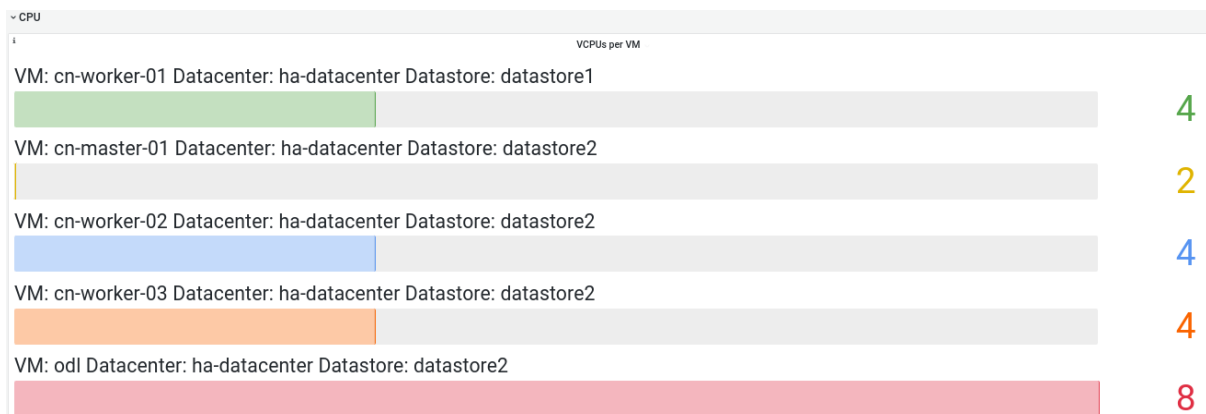 CPU
i
VCPUs per VM
VM: cn-worker-01 Datacenter: ha-datacenter Datastore: datastore1
4
VM: cn-master-01 Datacenter: ha-datacenter Datastore: datastore2
2
VM: cn-worker-02 Datacenter: ha-datacenter Datastore: datastore2
4
VM: cn-worker-03 Datacenter: ha-datacenter Datastore: datastore2
4
VM: odl Datacenter: ha-datacenter Datastore: datastore2
8